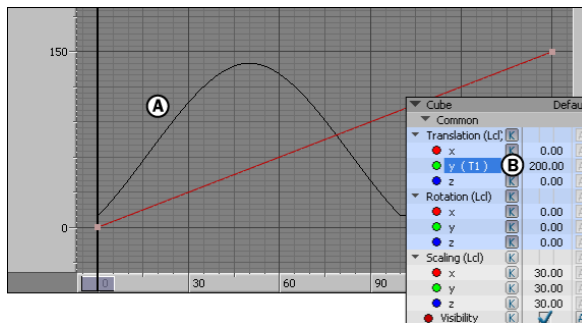 150
A
Cube Defau
Common
Translation (Lcl) K
x 0.00
y (T1) B 200.00
0 z 0.00
Rotation (Lcl) K
x K 0.00
y K 0.00
0 30 60 90 z K 0.00
Scaling (Lcl) K
x K 30.00
y K 30.00
z K 30.00
Visibility K